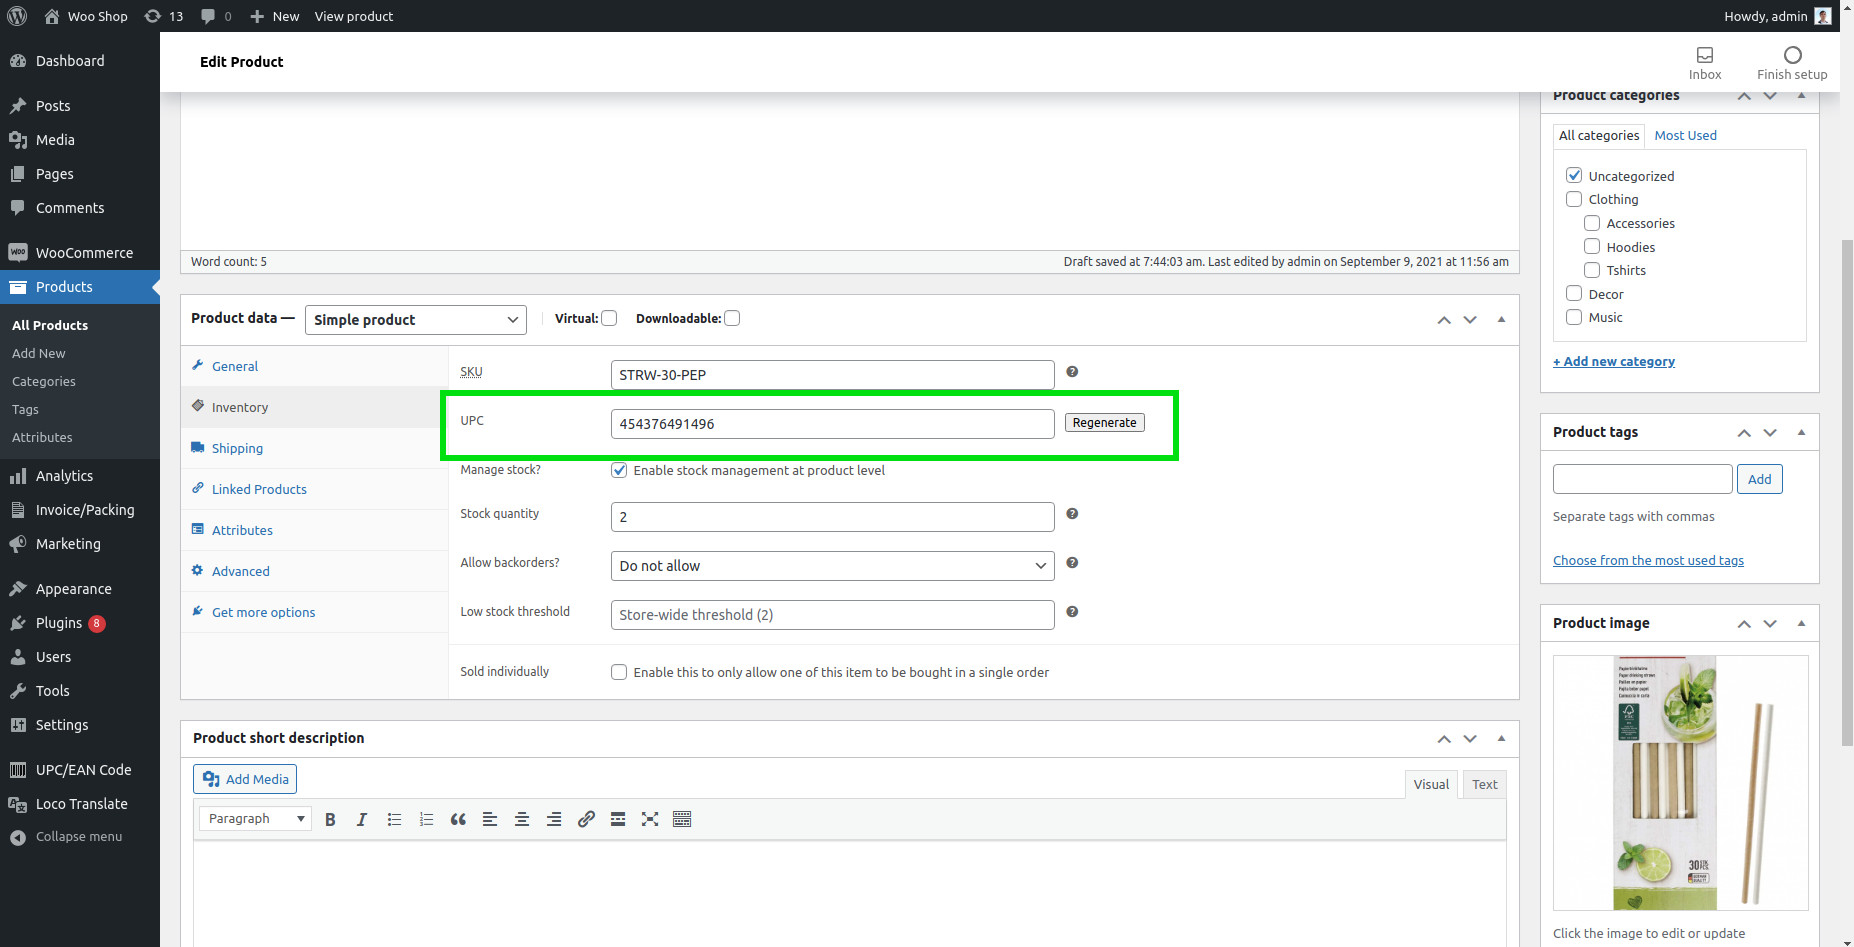 Woo Shop 13 0 New View product Howdy, admin
Dashboard
Posts
Media
Pages
Comments
WooCommerce
Products
All Products
Add New
Categories
Tags
Attributes
Analytics
Invoice/Packing
Marketing
Appearance
Plugins 8
Users
Tools
Settings
UPC/EAN Code
Loco Translate
Collapse menu
Edit Product
Inbox
Finish setup
Word count: 5 Draft saved at 7:44:03 am. Last edited by admin on September 9, 2021 at 11:56 am
Product data — Simple product Virtual: Downloadable:
General
Inventory
Shipping
Linked Products
Attributes
Advanced
Get more options
SKU STRW-30-PEP
UPC 454376491496 Regenerate
Manage stock? Enable stock management at product level
Stock quantity 2
Allow backorders? Do not allow
Low stock threshold Store-wide threshold (2)
Sold individually Enable this to only allow one of this item to be bought in a single order
Product short description
Add Media Visual Text
Paragraph B I
Product categories
All categories Most Used
Uncategorized
Clothing
Accessories
Hoodies
Tshirts
Decor
Music
+ Add new category
Product tags
Add
Separate tags with commas
Choose from the most used tags
Product image
30
Click the image to edit or update